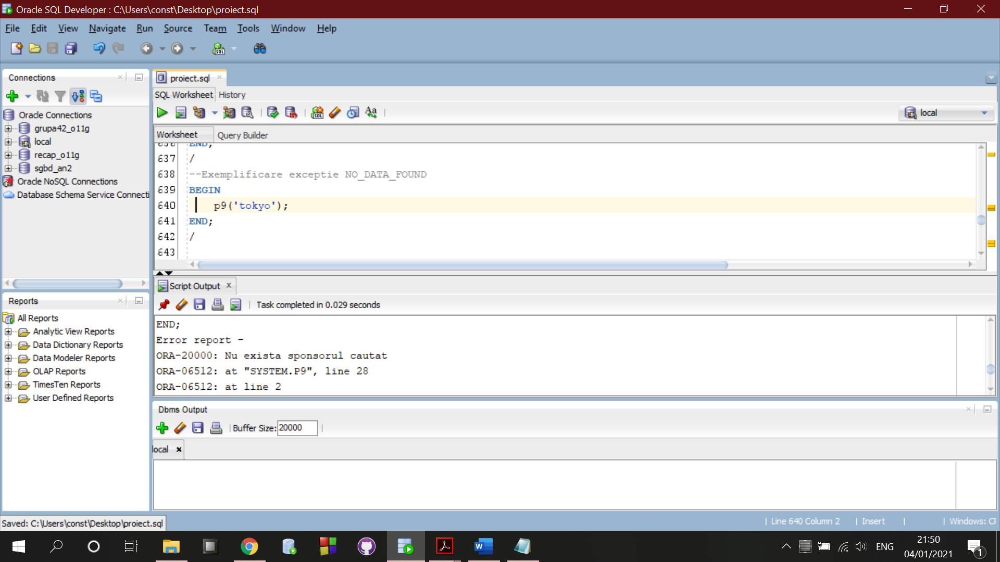 Oracle SQL Developer : C:\Users\const\Desktop\proiect.sql
File Edit View Navigate Run Source Team Tools Window Help
Connections
Oracle Connections
grupa42_o11g
local
recap_o11g
sgbd_an2
Oracle NoSQL Connections
Database Schema Service Connecti
Reports
All Reports
Analytic View Reports
Data Dictionary Reports
Data Modeler Reports
OLAP Reports
TimesTen Reports
User Defined Reports
proiect.sql
SQL Worksheet History
local
Worksheet Query Builder
636 END;
637 /
638 --Exemplificare exceptie NO_DATA_FOUND
639 BEGIN
640 p9('tokyo');
641 END;
642 /
643
Script Output
Task completed in 0.029 seconds
END;
Error report -
ORA-20000: Nu exista sponsorul cautat
ORA-06512: at "SYSTEM.P9", line 28
ORA-06512: at line 2
Dbms Output
Buffer Size: 20000
local
Saved: C:\Users\const\Desktop\proiect.sql
Line 640 Column 2 Insert Windows: CF
ENG
21:50
04/01/2021
1